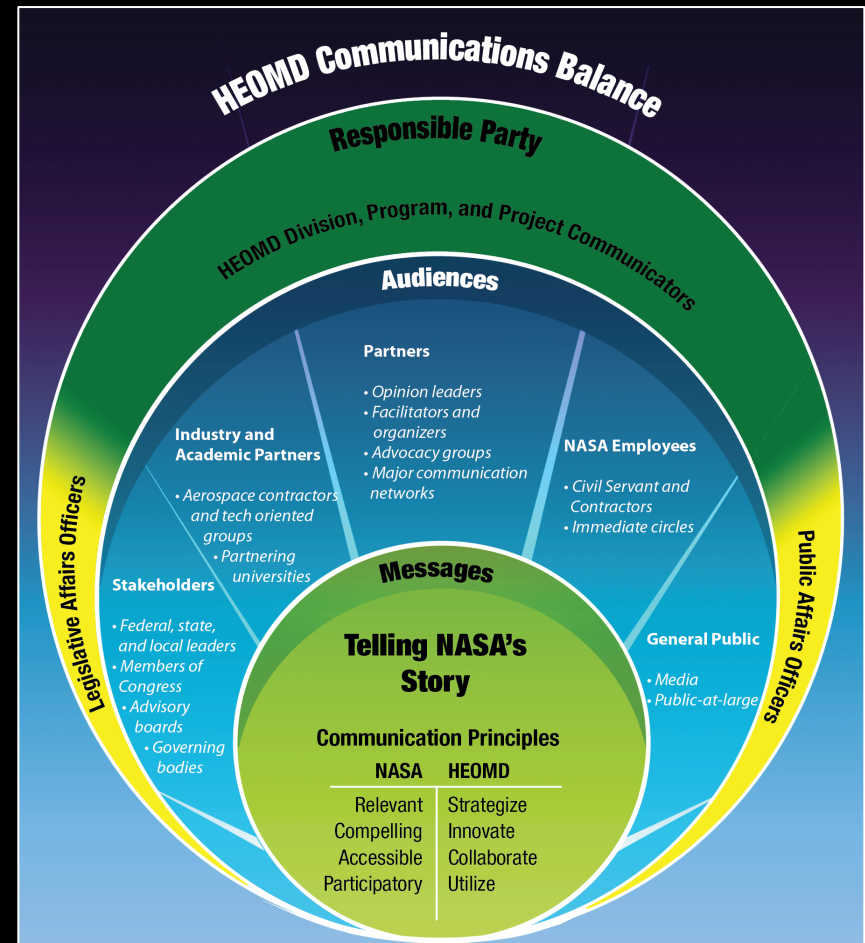 HEOMD Communications Balance
Responsible Party
HEOMD Division, Program, and Project Communicators
Legislative Affairs Officers
Public Affairs Officers
Audiences
Stakeholders
• Federal, state,
and local leaders
• Members of
Congress
• Advisory
boards
• Governing
bodies
Industry and
Academic Partners
• Aerospace contractors
and tech oriented
groups
• Partnering
universities
Partners
• Opinion leaders
• Facilitators and
organizers
• Advocacy groups
• Major communication
networks
NASA Employees
• Civil Servant and
Contractors
• Immediate circles
General Public
• Media
• Public-at-large
Messages
Telling NASA's
Story
Communication Principles
NASA HEOMD
Relevant Strategize
Compelling Innovate
Accessible Collaborate
Participatory Utilize